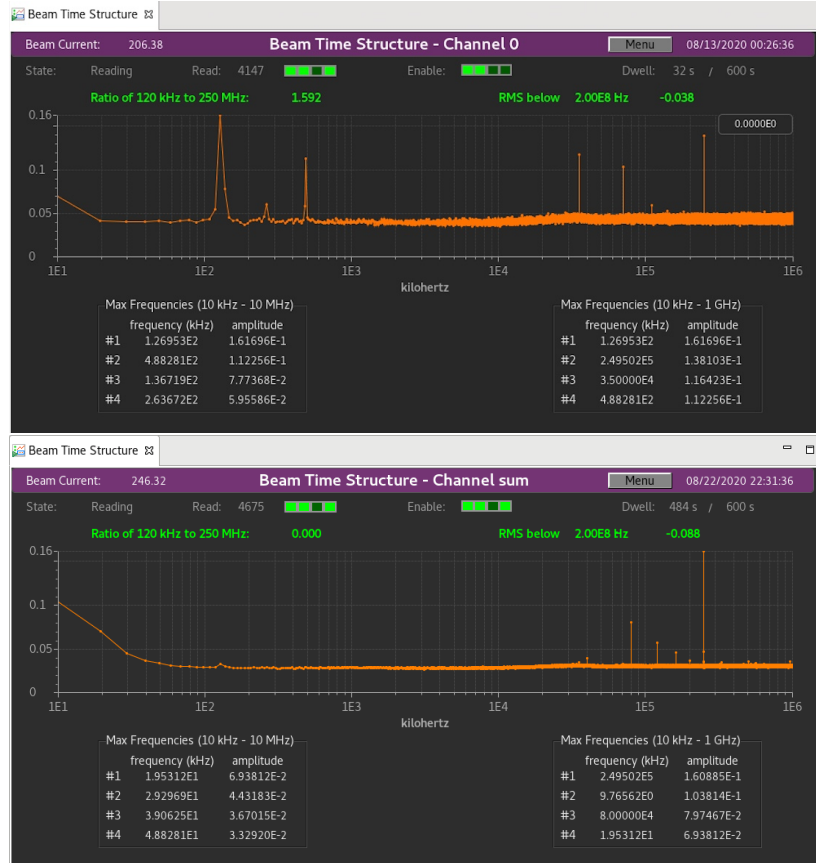 Beam Time Structure
Beam Current: 206.38 Beam Time Structure - Channel 0 Menu 08/13/2020 00:26:36
State: Reading Read: 4147 Enable: Dwell: 32 s / 600 s
Ratio of 120 kHz to 250 MHz: 1.592 RMS below 2.00E8 Hz -0.038
0.16
0.0000E0
0.1
0.05
0
1E1 1E2 1E3 1E4 1E5 1E6
kilohertz
Max Frequencies (10 kHz - 10 MHz) Max Frequencies (10 kHz - 1 GHz)
frequency (kHz) amplitude frequency (kHz) amplitude
#1 1.26953E2 1.61696E-1 #1 1.26953E2 1.61696E-1
#2 4.88281E2 1.12256E-1 #2 2.49502E5 1.38103E-1
#3 1.36719E2 7.77368E-2 #3 3.50000E4 1.16423E-1
#4 2.63672E2 5.95586E-2 #4 4.88281E2 1.12256E-1
Beam Time Structure
Beam Current: 246.32 Beam Time Structure - Channel sum Menu 08/22/2020 22:31:36
State: Reading Read: 4675 Enable: Dwell: 484 s / 600 s
Ratio of 120 kHz to 250 MHz: 0.000 RMS below 2.00E8 Hz -0.088
0.16
0.1
0.05
0
1E1 1E2 1E3 1E4 1E5 1E6
kilohertz
Max Frequencies (10 kHz - 10 MHz) Max Frequencies (10 kHz - 1 GHz)
frequency (kHz) amplitude frequency (kHz) amplitude
#1 1.95312E1 6.93812E-2 #1 2.49502E5 1.60885E-1
#2 2.92969E1 4.43183E-2 #2 9.76562E0 1.03814E-1
#3 3.90625E1 3.67015E-2 #3 8.00000E4 7.97467E-2
#4 4.88281E1 3.32920E-2 #4 1.95312E1 6.93812E-2